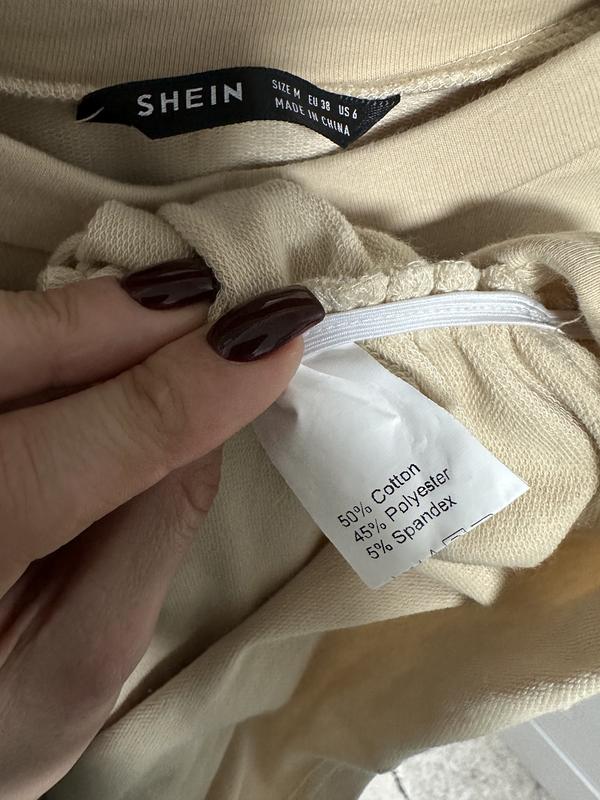 SHEIN
SIZE M EU 38 US 6
MADE IN CHINA
50% Cotton
45% Polyester
5% Spandex